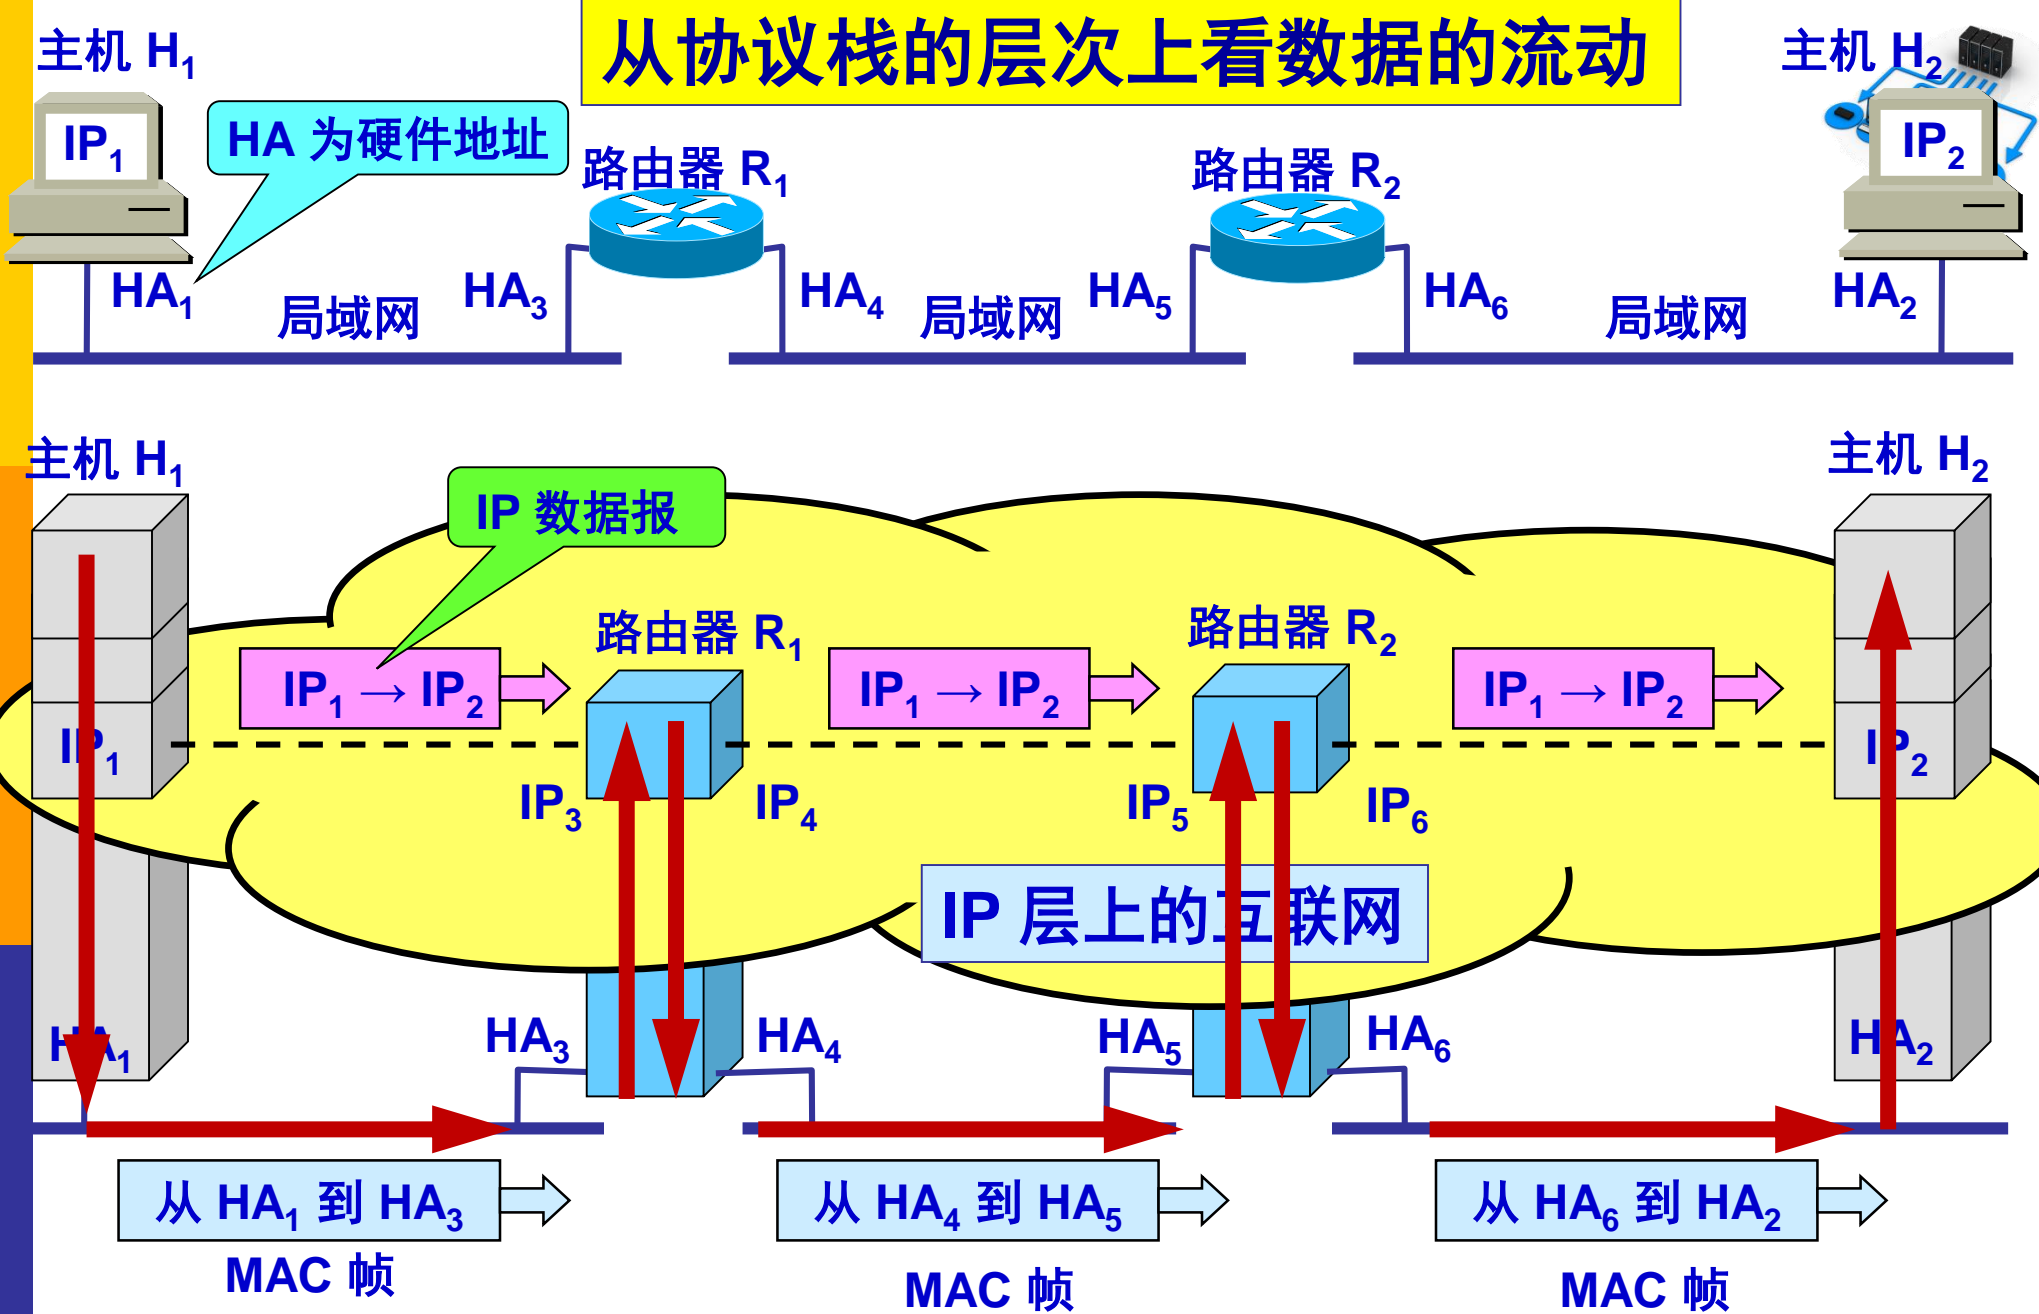 从协议栈的层次上看数据的流动
主机 H₁
主机 H₂
IP₁
HA 为硬件地址
路由器 R₁
路由器 R₂
IP₂
HA₁
局域网
HA₃
HA₄
局域网
HA₅
HA₆
局域网
HA₂
主机 H₁
主机 H₂
IP 数据报
路由器 R₁
路由器 R₂
IP₁ → IP₂
IP₁ → IP₂
IP₁ → IP₂
IP₁
IP₂
IP₃
IP₄
IP₅
IP₆
IP 层上的互联网
HA₁
HA₃
HA₄
HA₅
HA₆
HA₂
从 HA₁ 到 HA₃
从 HA₄ 到 HA₅
从 HA₆ 到 HA₂
MAC 帧
MAC 帧
MAC 帧